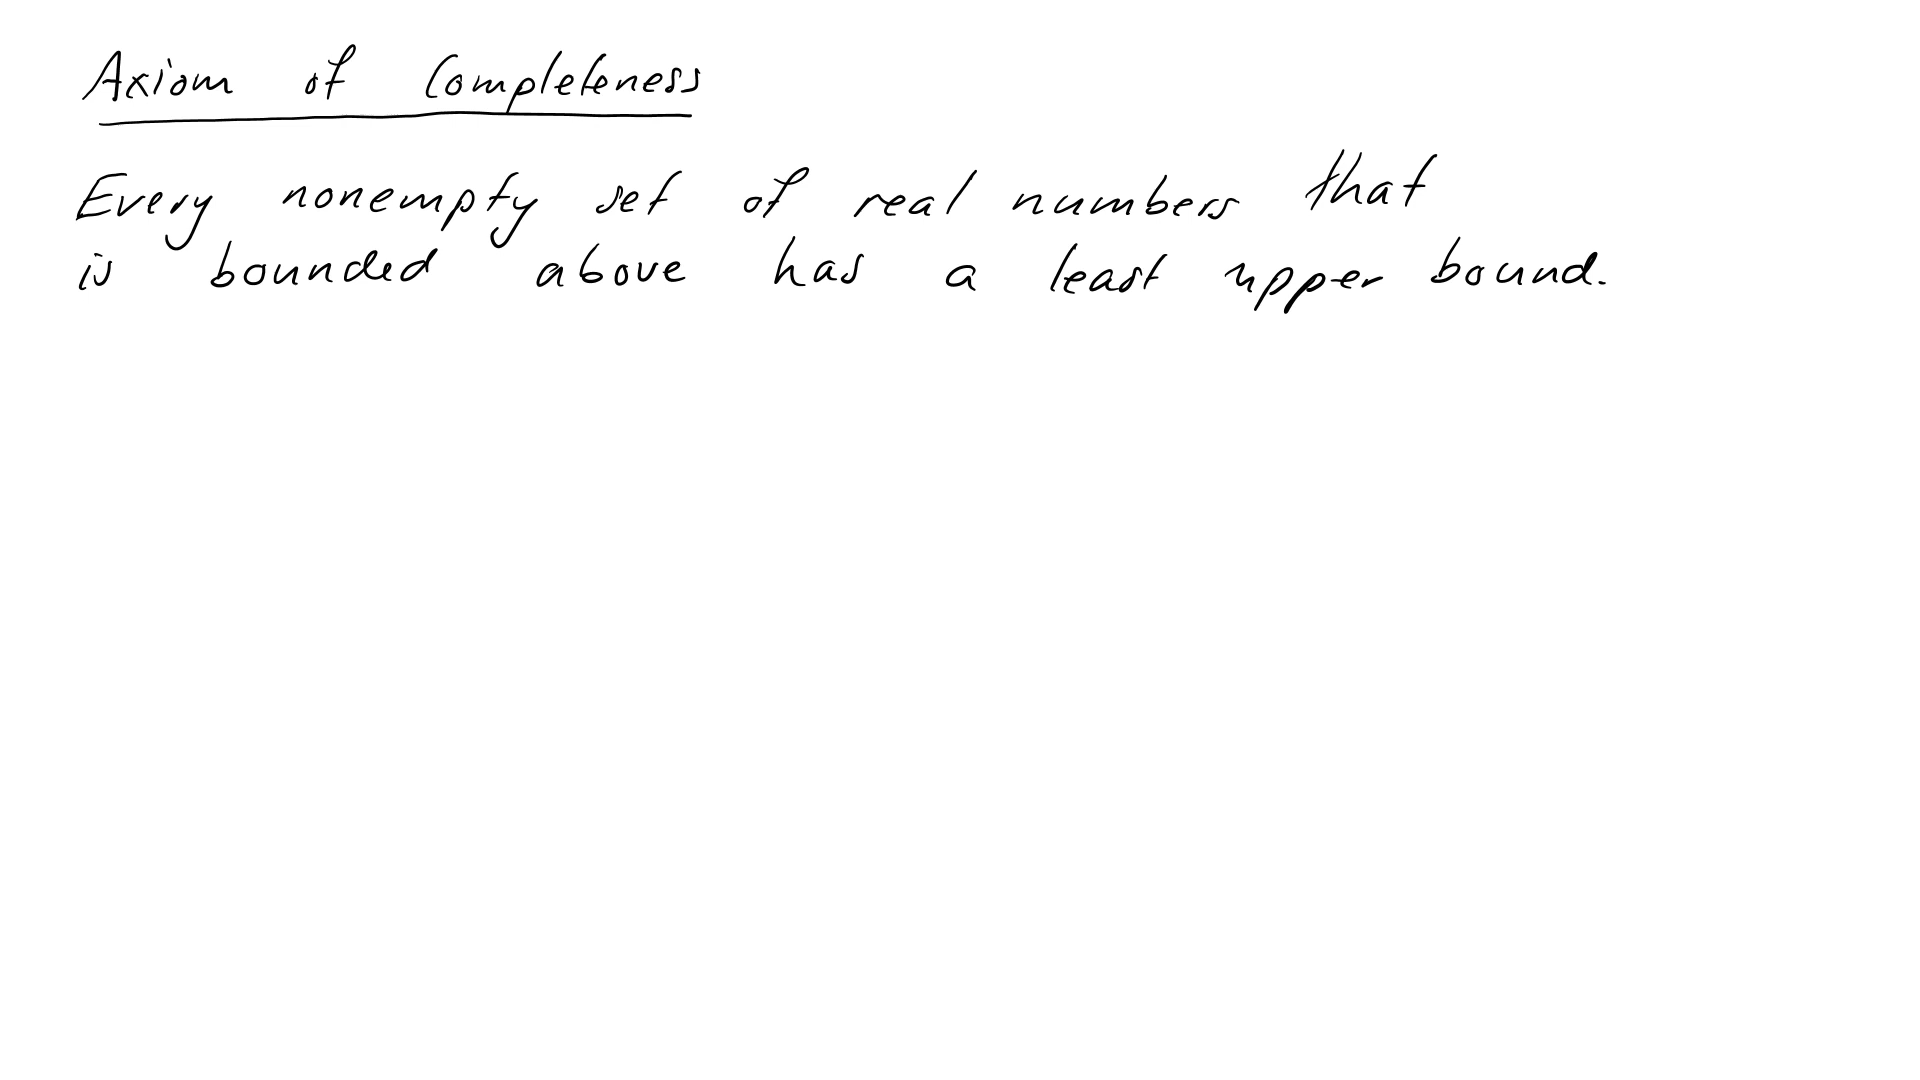 Axiom of Completeness
Every nonempty set of real numbers that
is bounded above has a least upper bound.